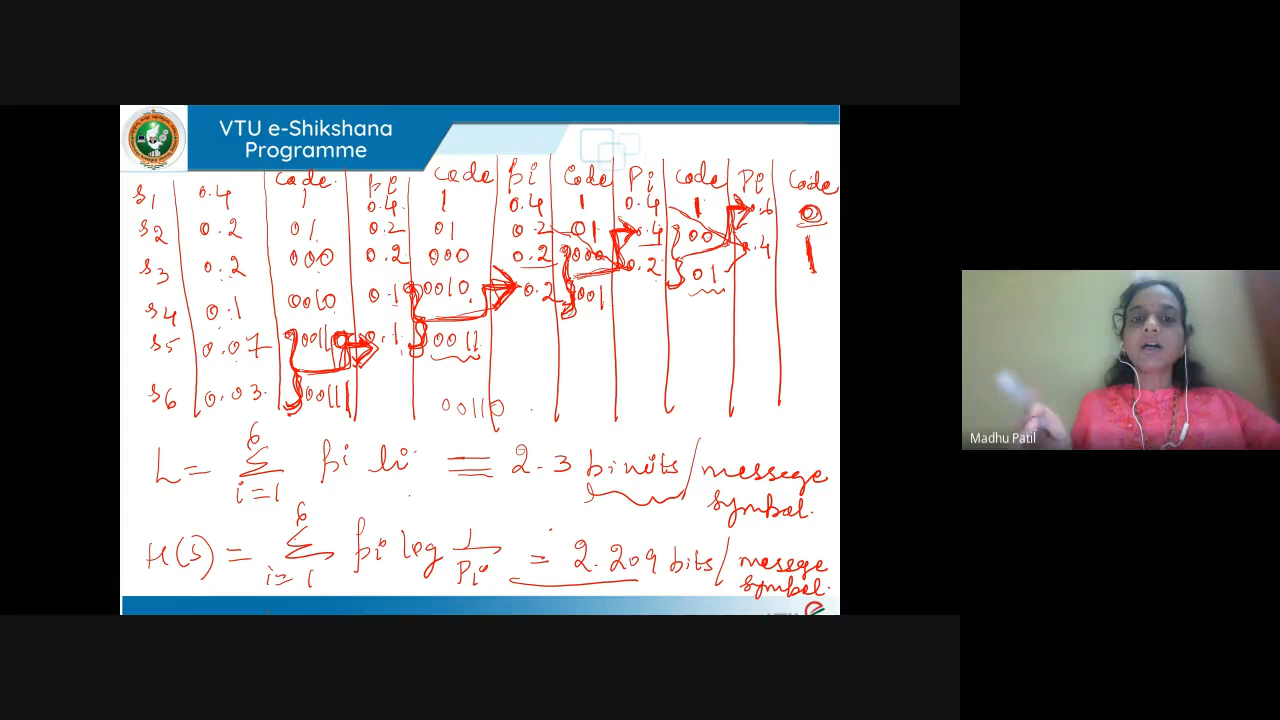 VTU e-Shikshana
Programme
Code Pi Code Pi Code Pi Code Pi Code
s1 0.4 1 0.4 1 0.4 1 0.4 1 0.6 0
s2 0.2 01 0.2 01 0.2 01 0.4 00 0.4 1
s3 0.2 000 0.2 000 0.2 000 0.2 01
s4 0.1 0010 0.1 0010 0.2 001
s5 0.07 00110 0.1 0011
s6 0.03 00111
00110
L = 6 Σ i=1 Pi li = 2.3 binits/messege
symbol.
H(s) = 6 Σ i=1 Pi log 1/Pi = 2.209 bits/messege
symbol.
Madhu Patil